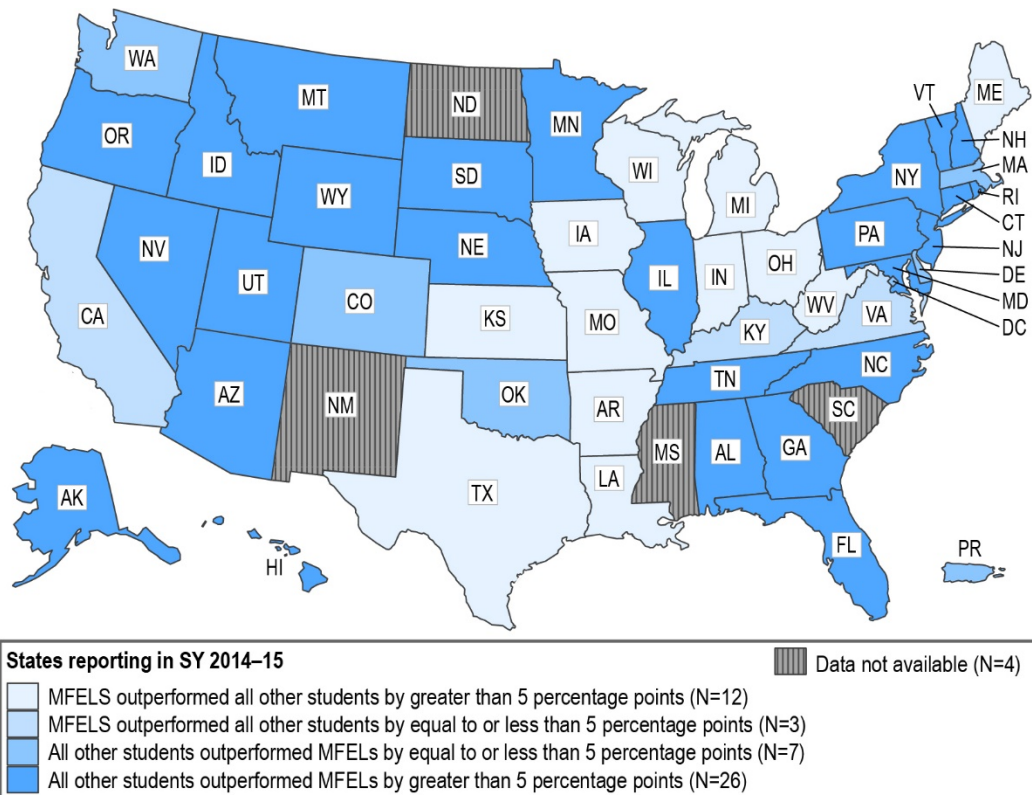 WA
MT
ND
MN
VT
ME
OR
ID
SD
WI
NH
MA
WY
MI
NY
RI
CT
NE
IA
PA
NJ
NV
UT
IL
IN
OH
DE
MD
CA
CO
KS
MO
WV
VA
DC
KY
AZ
NM
OK
TN
NC
AR
SC
MS
AL
GA
AK
TX
LA
HI
FL
PR
States reporting in SY 2014–15
Data not available (N=4)
MFELS outperformed all other students by greater than 5 percentage points (N=12)
MFELS outperformed all other students by equal to or less than 5 percentage points (N=3)
All other students outperformed MFELs by equal to or less than 5 percentage points (N=7)
All other students outperformed MFELs by greater than 5 percentage points (N=26)